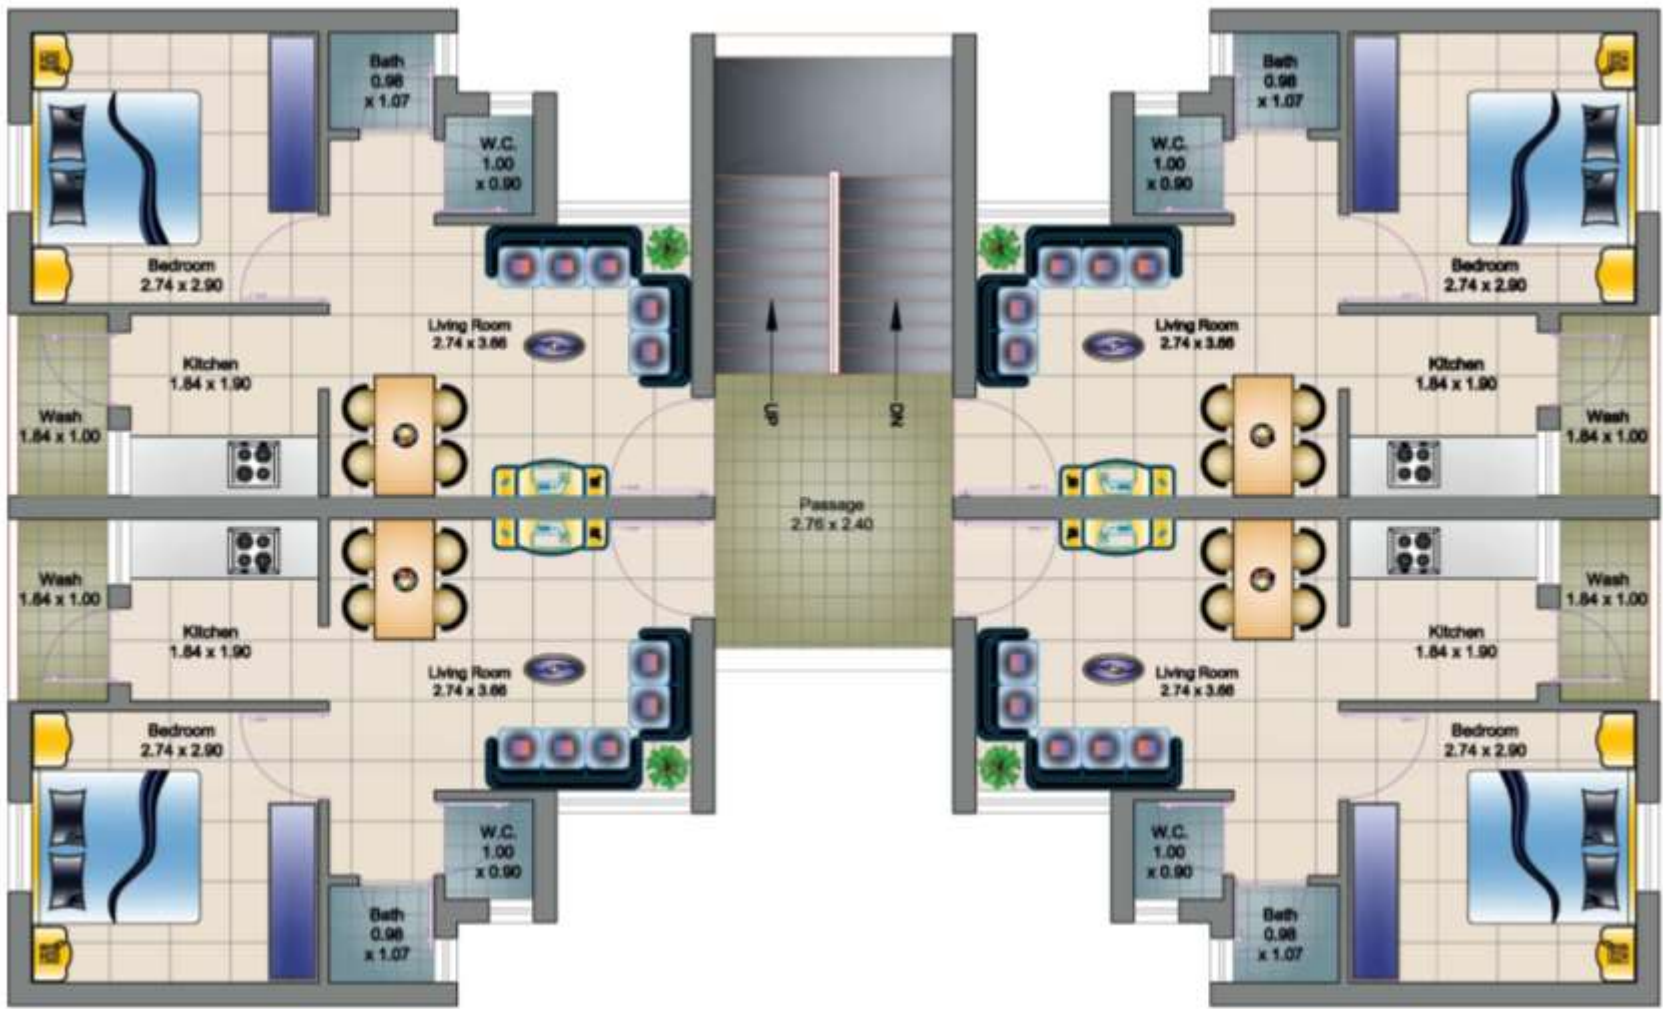 Bath
0.98
x 1.07
W.C.
1.00
x 0.90
Bedroom
2.74 x 2.90
Living Room
2.74 x 3.66
Kitchen
1.84 x 1.90
Wash
1.84 x 1.00
UP
DN
Bath
0.98
x 1.07
W.C.
1.00
x 0.90
Bedroom
2.74 x 2.90
Living Room
2.74 x 3.66
Kitchen
1.84 x 1.90
Wash
1.84 x 1.00
Passage
2.76 x 2.40
Wash
1.84 x 1.00
Kitchen
1.84 x 1.90
Living Room
2.74 x 3.66
Bedroom
2.74 x 2.90
W.C.
1.00
x 0.90
Bath
0.98
x 1.07
Wash
1.84 x 1.00
Kitchen
1.84 x 1.90
Living Room
2.74 x 3.66
Bedroom
2.74 x 2.90
W.C.
1.00
x 0.90
Bath
0.98
x 1.07